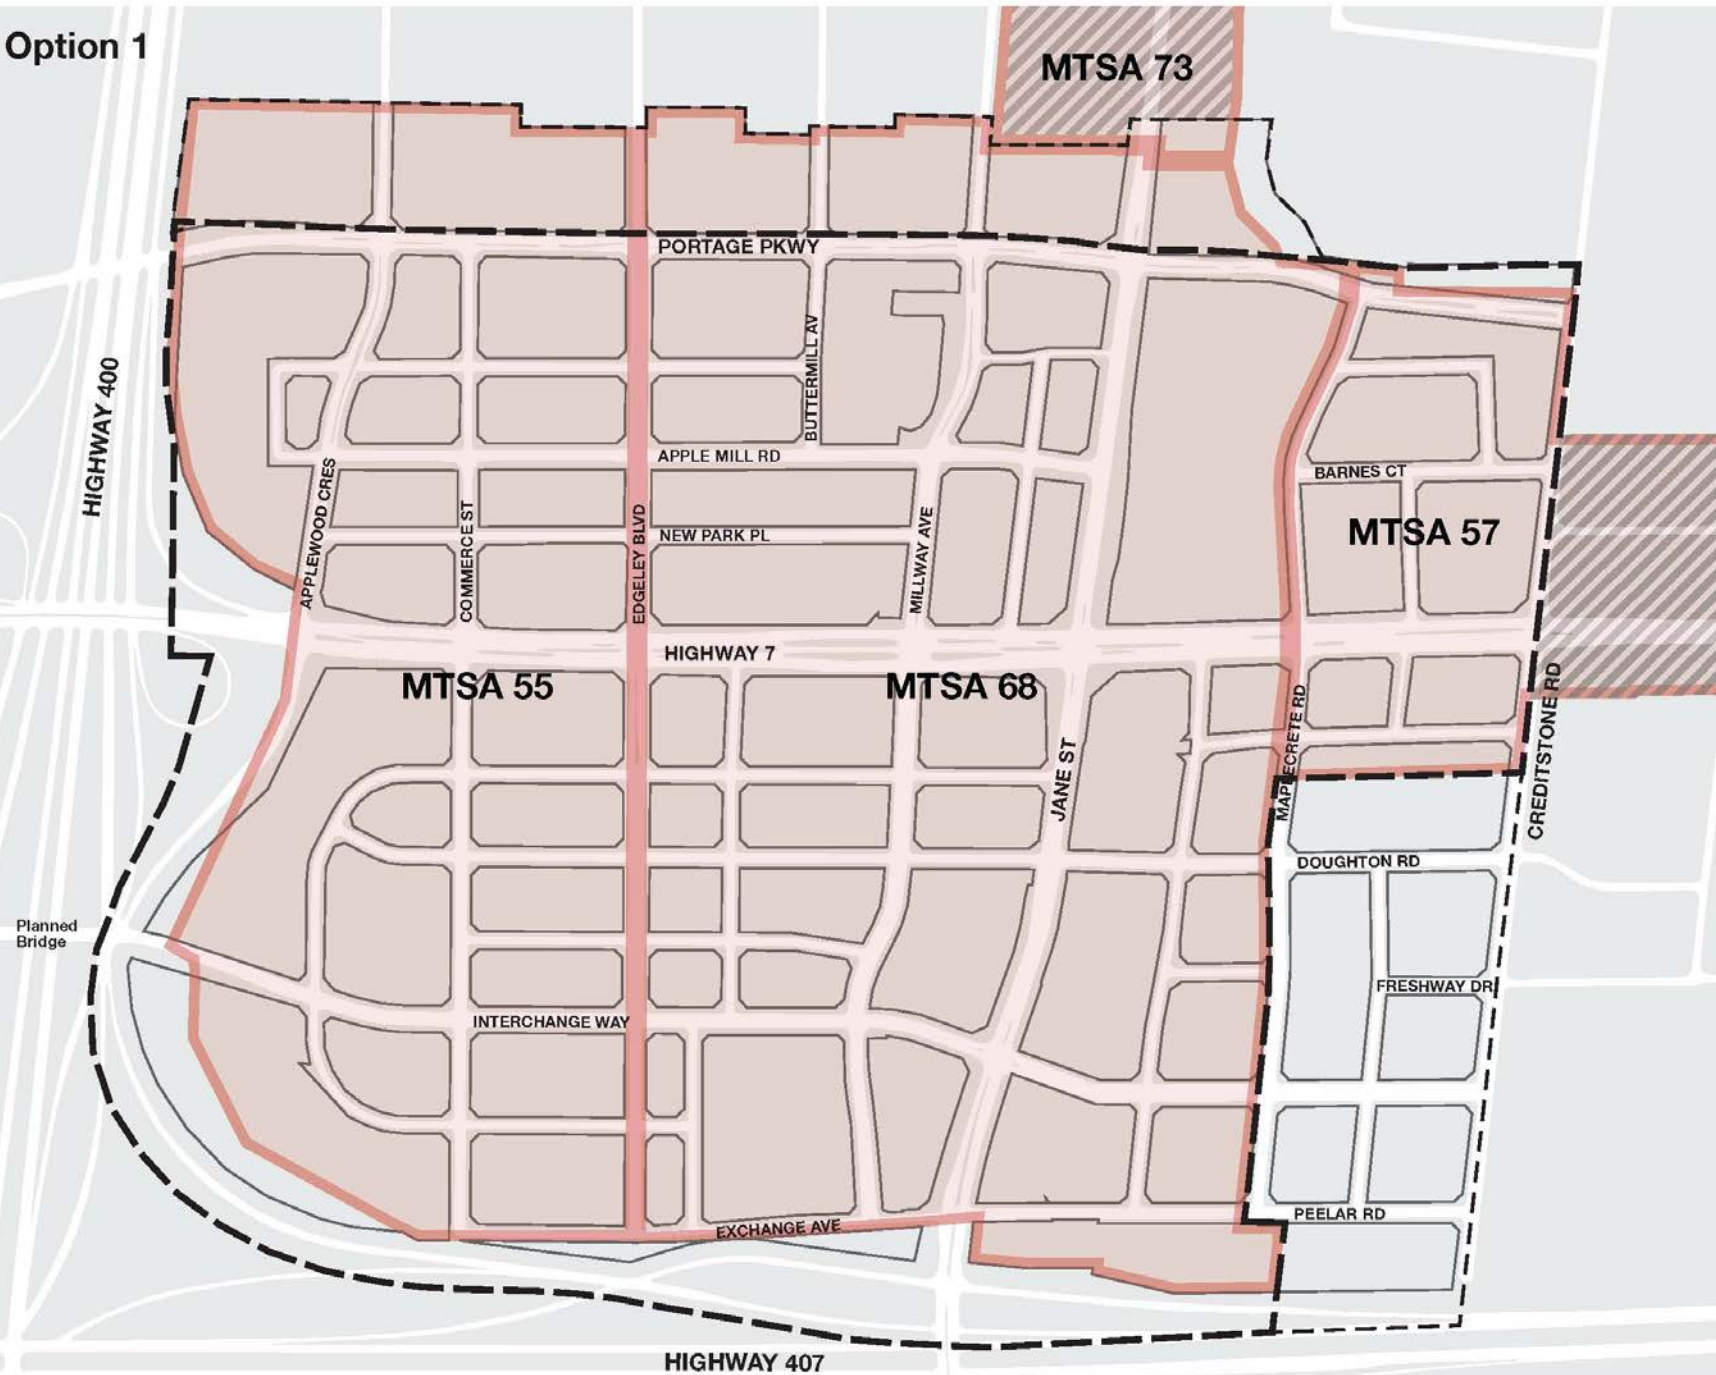 Option 1
MTSA 73
PORTAGE PKWY
BUTTERMILL AV
HIGHWAY 400
APPLE MILL RD
BARNES CT
APPLEWOOD CRES
COMMERCE ST
EDGELEY BLVD
NEW PARK PL
MILLWAY AVE
MTSA 57
HIGHWAY 7
MTSA 55
MTSA 68
MAPLECRETE RD
CREDITSTONE RD
JANE ST
DOUGHTON RD
Planned
Bridge
FRESHWAY DR
INTERCHANGE WAY
PEELAR RD
EXCHANGE AVE
HIGHWAY 407